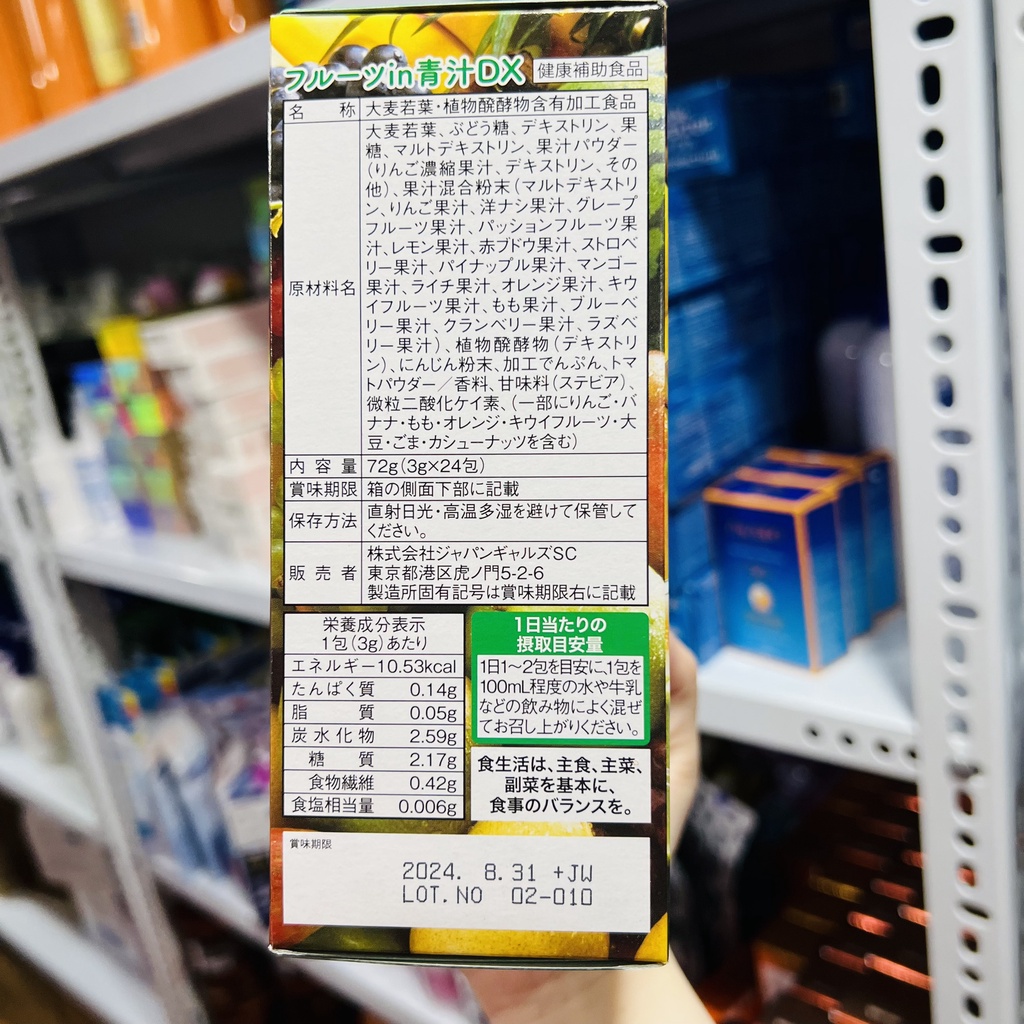 フルーツin青汁DX 健康補助食品
名称 大麦若葉・植物醗酵物含有加工食品
原材料名
大麦若葉、ぶどう糖、デキストリン、果
糖、マルトデキストリン、果汁パウダー
(りんご濃縮果汁、デキストリン、その
他)、果汁混合粉末(マルトデキストリ
ン、りんご果汁、洋ナシ果汁、グレープ
フルーツ果汁、パッションフルーツ果
汁、レモン果汁、赤ブドウ果汁、ストロベ
リー果汁、パイナップル果汁、マンゴー
果汁、ライチ果汁、オレンジ果汁、キウ
イフルーツ果汁、もも果汁、ブルーベ
リー果汁、クランベリー果汁、ラズベ
リー果汁)、植物醗酵物(デキストリ
ン)、にんじん粉末、加工でんぷん、トマ
トパウダー/香料、甘味料(ステビア)、
微粒二酸化ケイ素、(一部にりんご・バ
ナナ・もも・オレンジ・キウイフルーツ・大
豆・ごま・カシューナッツを含む)
内容量 72g(3g×24包)
賞味期限 箱の側面下部に記載
保存方法 直射日光・高温多湿を避けて保管して
ください。
販売者
株式会社ジャパンギャルズSC
東京都港区虎ノ門5-2-6
製造所固有記号は賞味期限右に記載
栄養成分表示
1包(3g)あたり
エネルギー 10.53kcal
たんぱく質 0.14g
脂質 0.05g
炭水化物 2.59g
糖質 2.17g
食物繊維 0.42g
食塩相当量 0.006g
1日当たりの
摂取目安量
1日1〜2包を目安に、1包を
100mL程度の水や牛乳
などの飲み物によく混ぜ
てお召し上がりください。
食生活は、主食、主菜、
副菜を基本に、
食事のバランスを。
賞味期限
2024. 8.31 +JW
LOT.NO 02-010